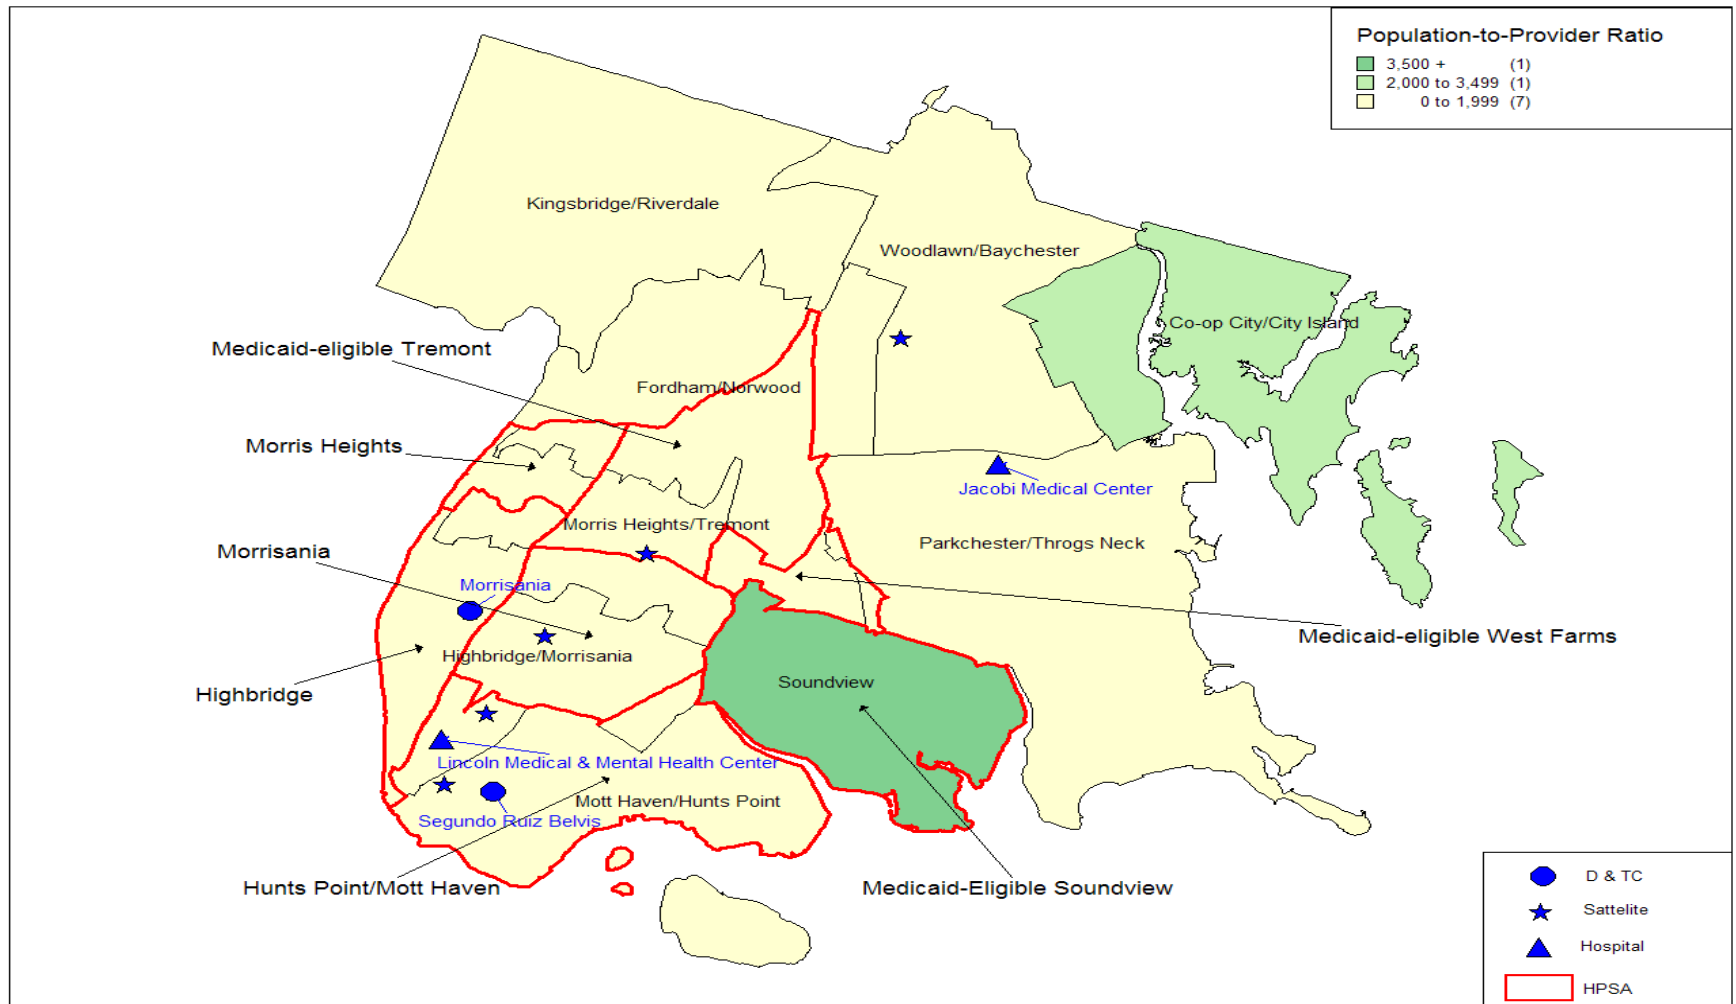 Population-to-Provider Ratio
3,500 + (1)
2,000 to 3,499 (1)
0 to 1,999 (7)
Kingsbridge/Riverdale
Woodlawn/Baychester
Co-op City/City Island
Medicaid-eligible Tremont
Fordham/Norwood
Morris Heights
Jacobi Medical Center
Morris Heights/Tremont
Parkchester/Throgs Neck
Morrisania
Morrisania
Medicaid-eligible West Farms
Highbridge/Morrisania
Highbridge
Soundview
Lincoln Medical & Mental Health Center
Mott Haven/Hunts Point
Segundo Ruiz Belvis
Hunts Point/Mott Haven
Medicaid-Eligible Soundview
D & TC
Sattelite
Hospital
HPSA